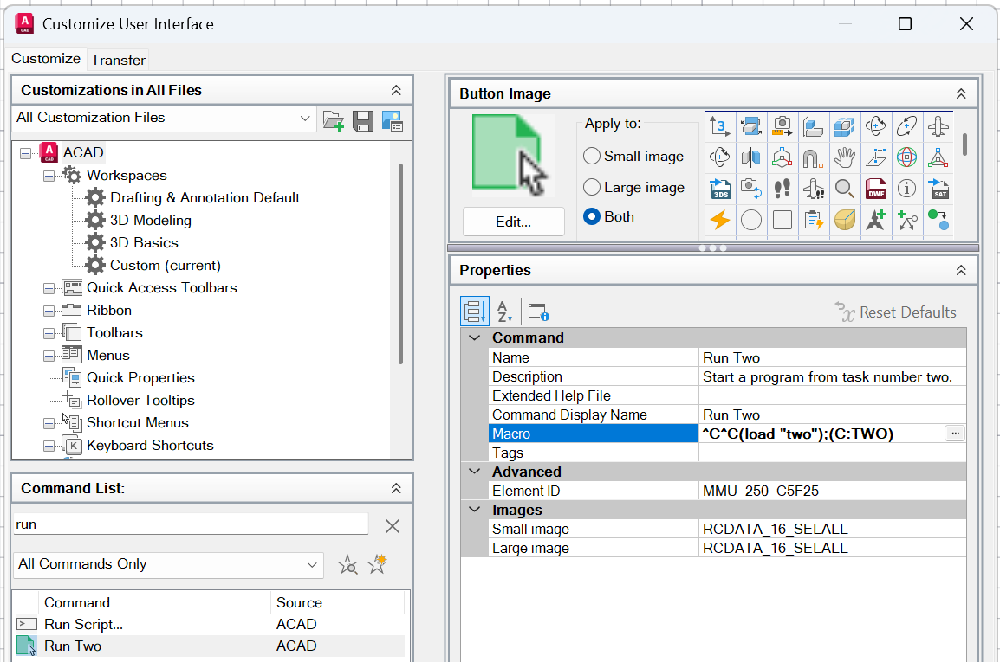 Customize User Interface
Customize Transfer
Customizations in All Files
All Customization Files
ACAD
Workspaces
Drafting & Annotation Default
3D Modeling
3D Basics
Custom (current)
Quick Access Toolbars
Ribbon
Toolbars
Menus
Quick Properties
Rollover Tooltips
Shortcut Menus
Keyboard Shortcuts
Command List:
run
All Commands Only
Command Source
Run Script... ACAD
Run Two ACAD
Button Image
Edit...
Apply to:
Small image
Large image
Both
Properties
Reset Defaults
Command
Name Run Two
Description Start a program from task number two.
Extended Help File
Command Display Name Run Two
Macro ^C^C(load "two");(C:TWO) ...
Tags
Advanced
Element ID MMU_250_C5F25
Images
Small image RCDATA_16_SELALL
Large image RCDATA_16_SELALL